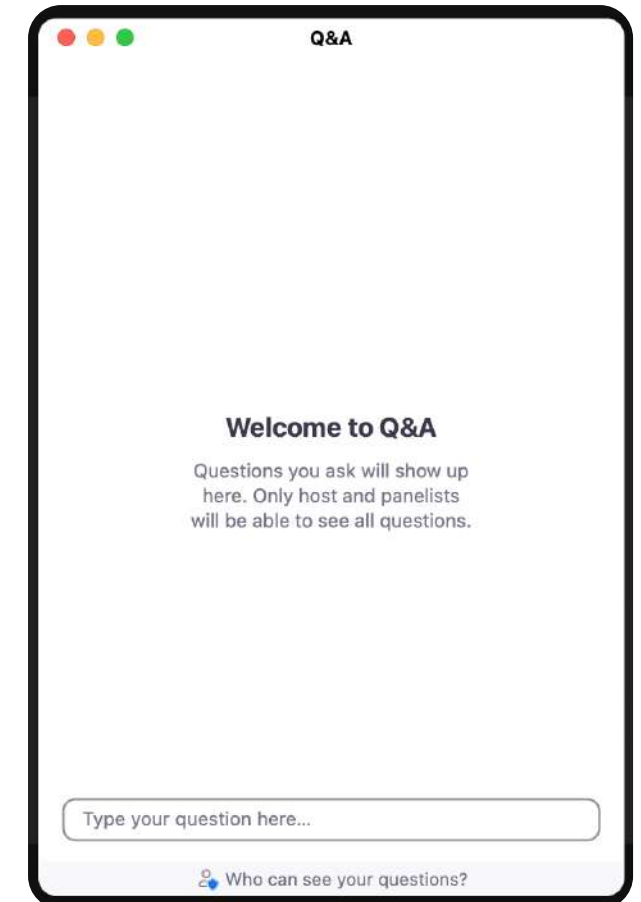 Q&A
Welcome to Q&A
Questions you ask will show up
here. Only host and panelists
will be able to see all questions.
Type your question here...
Who can see your questions?